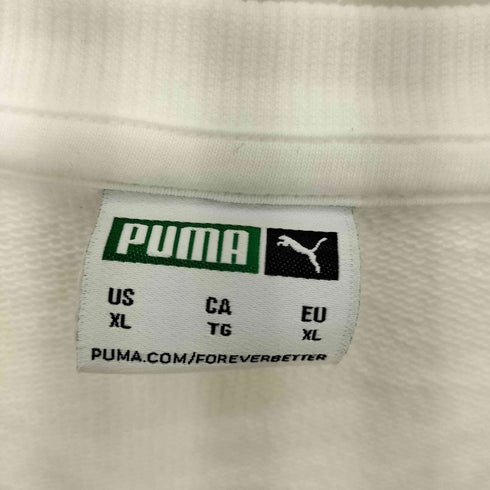 PUMA
US CA EU
XL TG XL
PUMA.COM/FOREVERBETTER